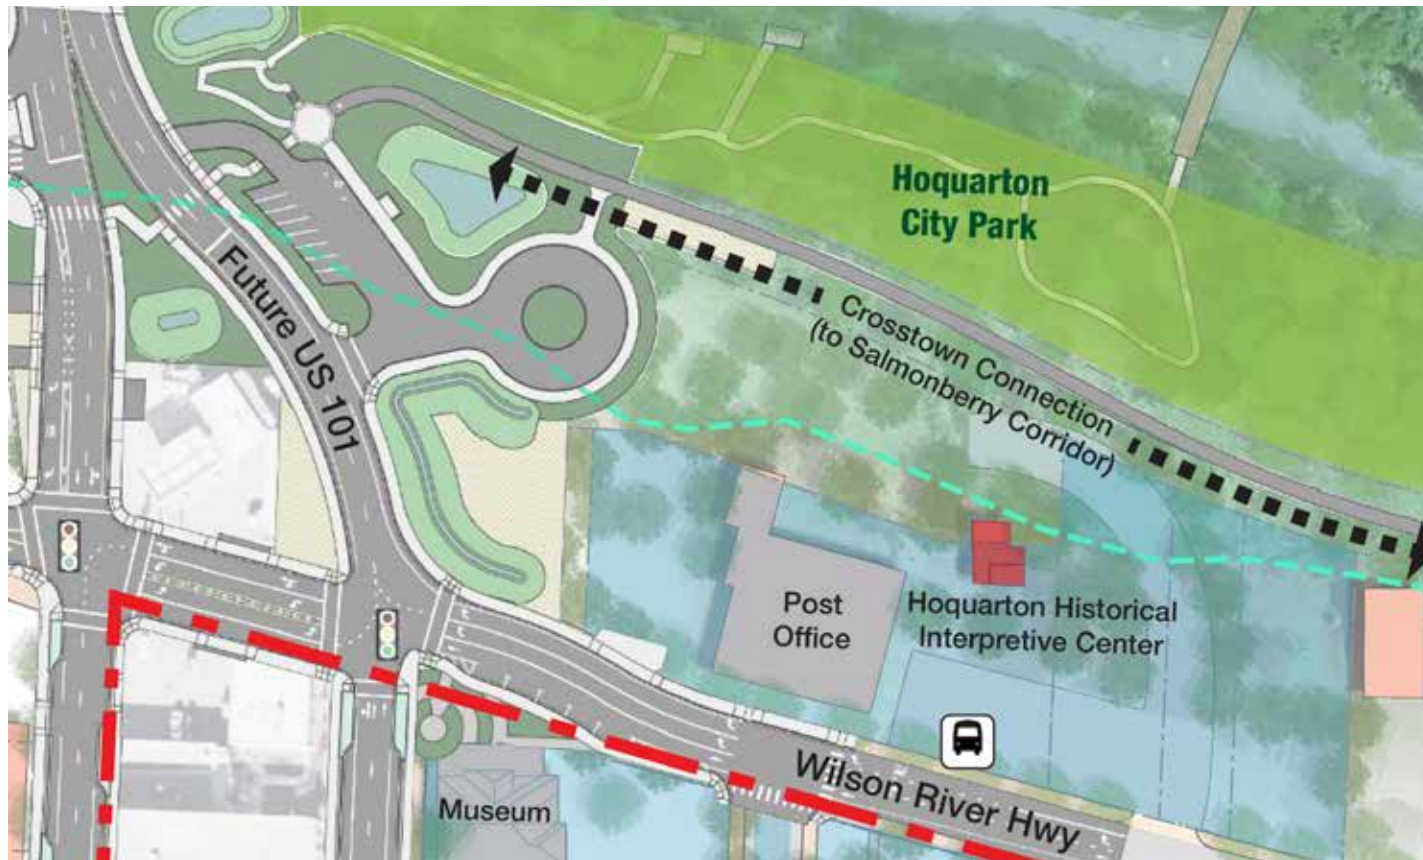 Hoquarton
City Park
Future US 101
Crosstown Connection
(to Salmonberry Corridor)
Post
Office
Hoquarton Historical
Interpretive Center
Wilson River Hwy
Museum